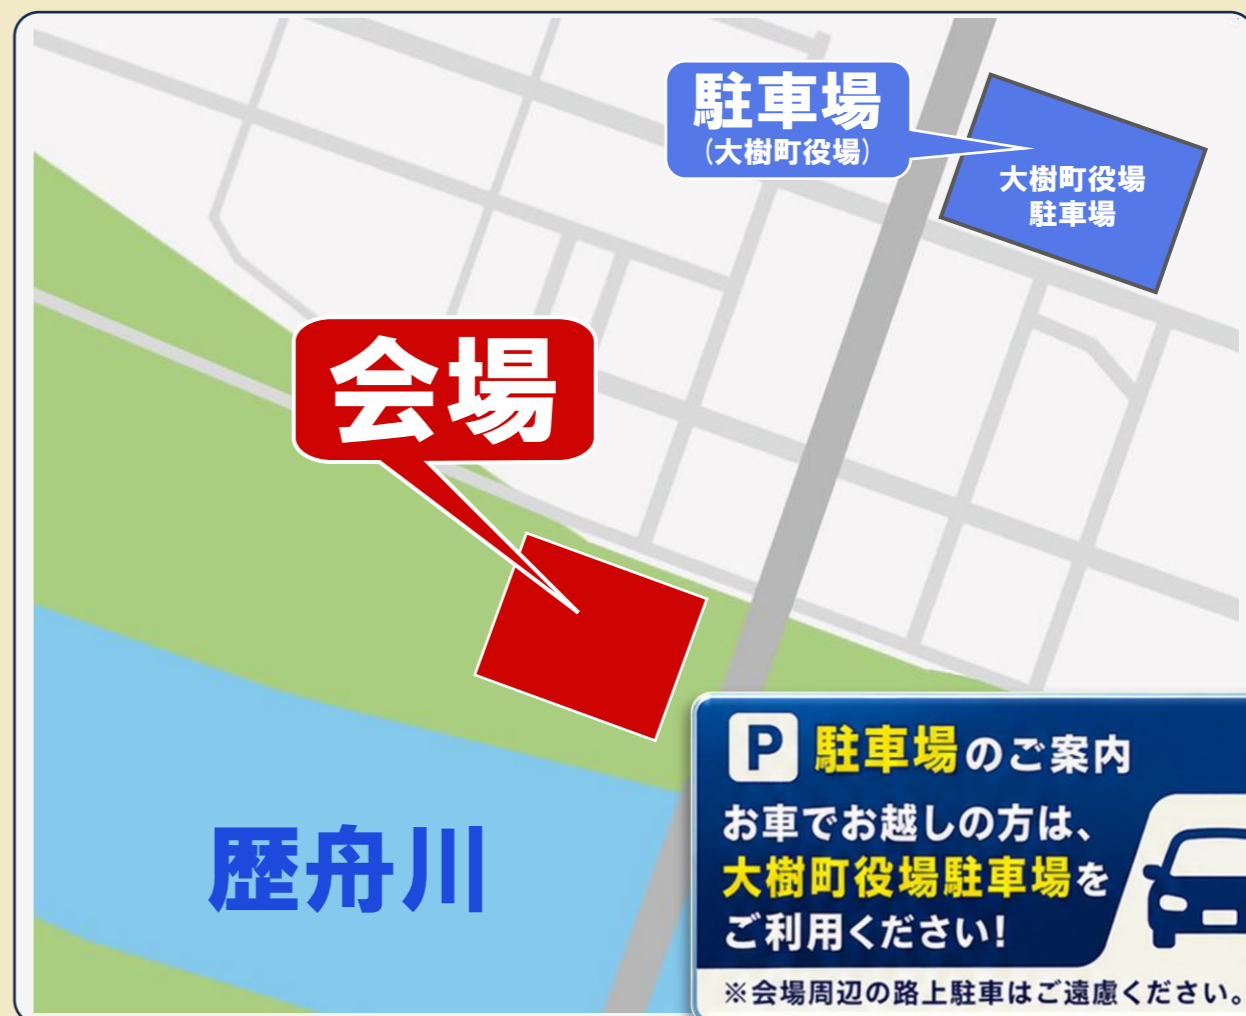 駐車場
(大樹町役場)
大樹町役場
駐車場
会場
歴舟川
P 駐車場のご案内
お車でお越しの方は、
大樹町役場駐車場を
ご利用ください!
※会場周辺の路上駐車はご遠慮ください。